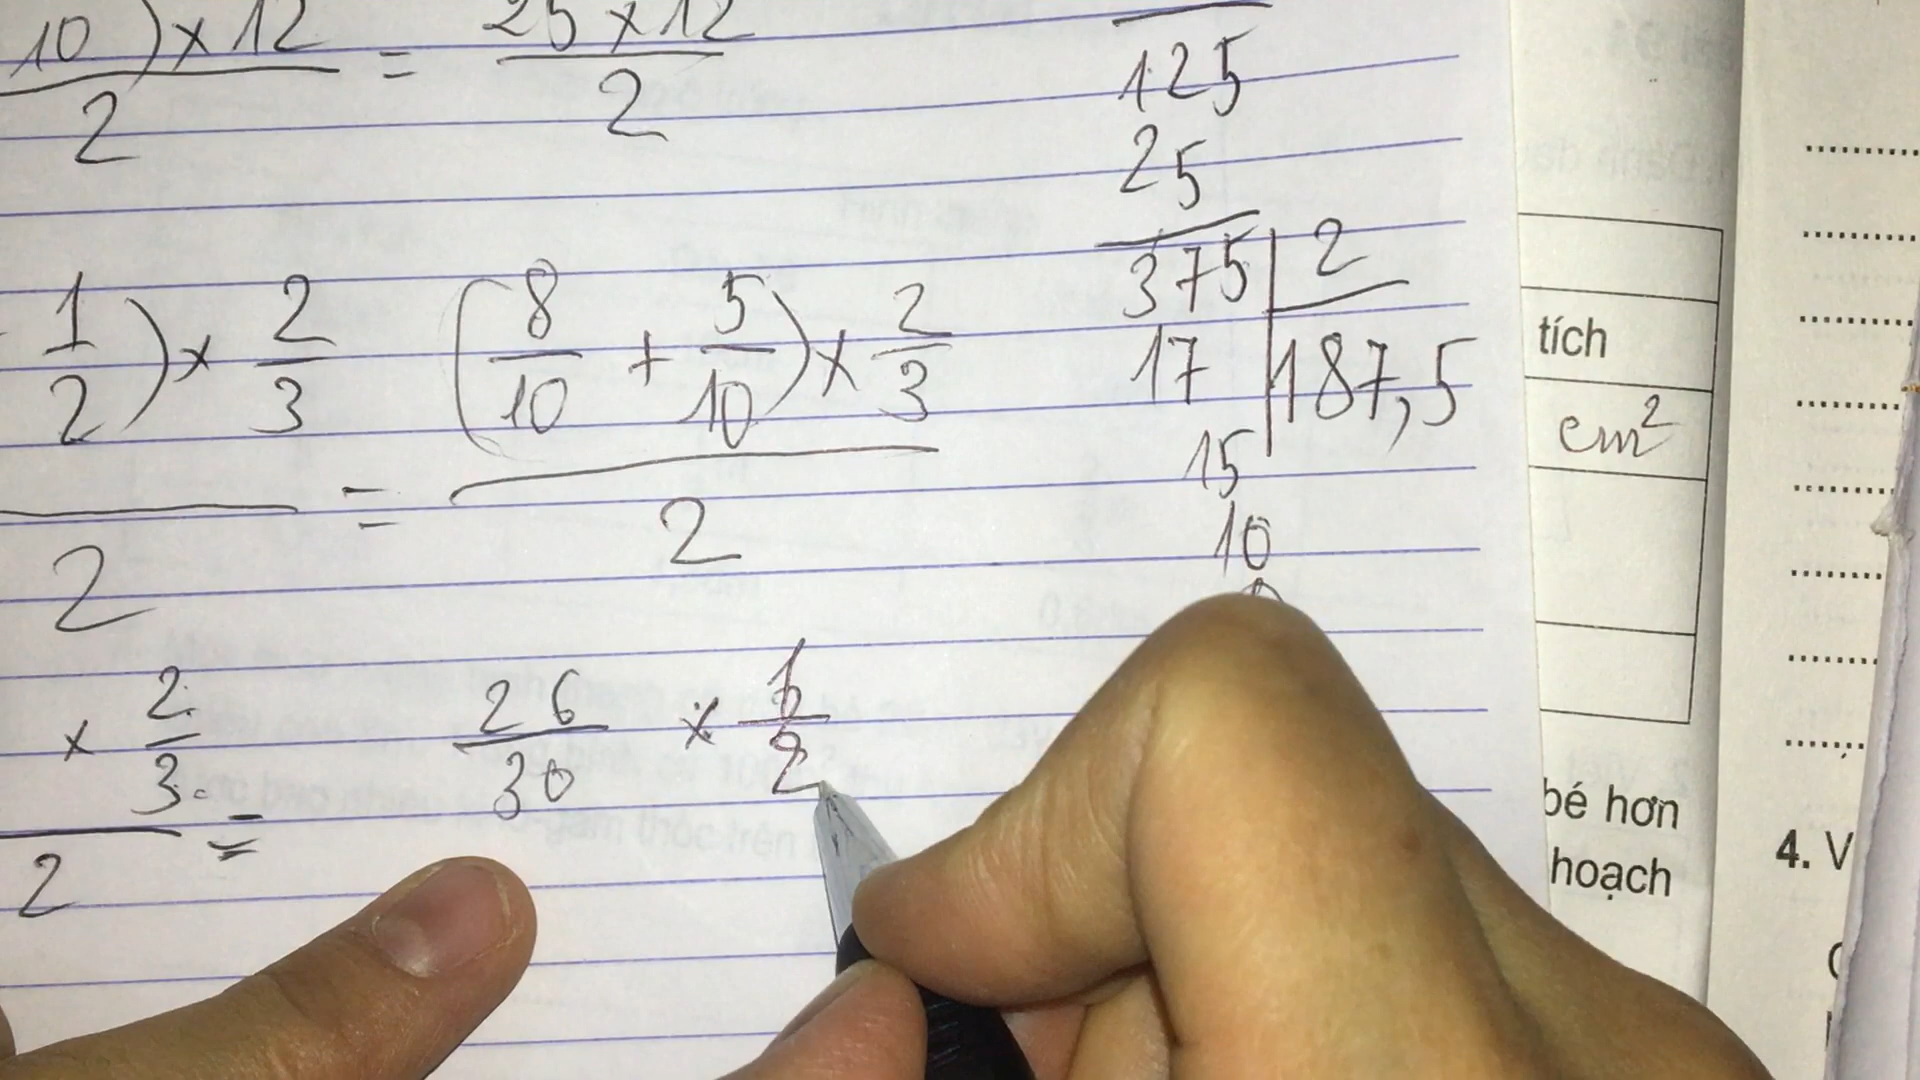 10) × 12 / 2 = 25 × 12 / 2
125
25
375 | 2
17 | 187,5
15
10
1/2) × 2/3 / 2 = (8/10 + 5/10) × 2/3 / 2
× 2/3 / 2 = 26/30 × 1/2
tích
cm²
bé hơn
hoạch
4. V